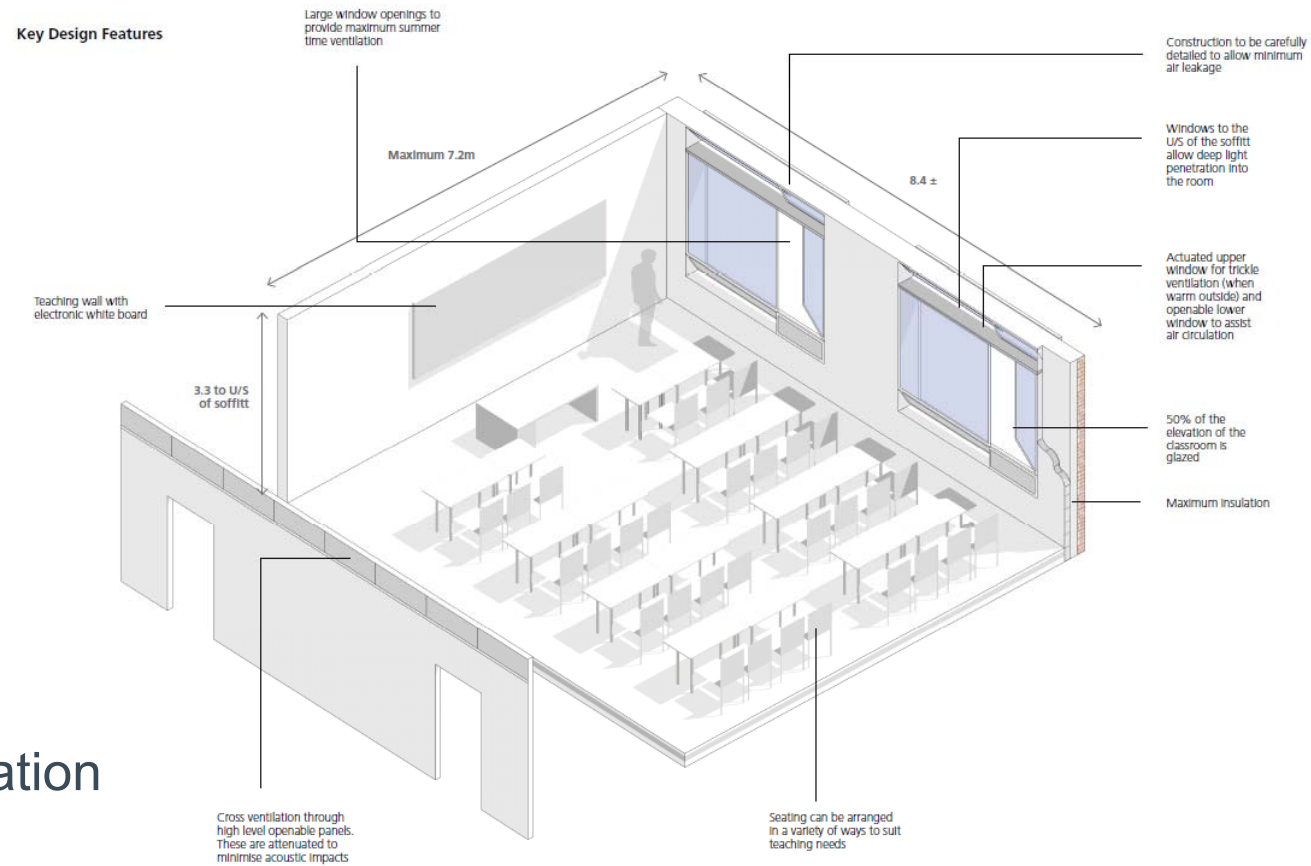 Key Design Features
Large window openings to
provide maximum summer
time ventilation
Construction to be carefully
detailed to allow minimum
air leakage
Windows to the
U/S of the soffitt
allow deep light
penetration into
the room
Maximum 7.2m
8.4 ±
Actuated upper
window for trickle
ventilation (when
warm outside) and
openable lower
window to assist
air circulation
Teaching wall with
electronic white board
3.3 to U/S
of soffitt
50% of the
elevation of the
classroom is
glazed
Maximum insulation
ation
Cross ventilation through
high level openable panels.
These are attenuated to
minimise acoustic impacts
Seating can be arranged
in a variety of ways to suit
teaching needs